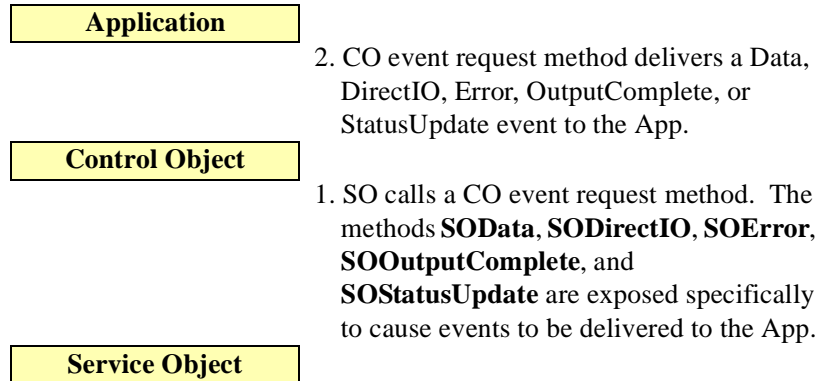 Application
2. CO event request method delivers a Data,
DirectIO, Error, OutputComplete, or
StatusUpdate event to the App.
Control Object
1. SO calls a CO event request method. The
methods SOData, SODirectIO, SOError,
SOOutputComplete, and
SOStatusUpdate are exposed specifically
to cause events to be delivered to the App.
Service Object